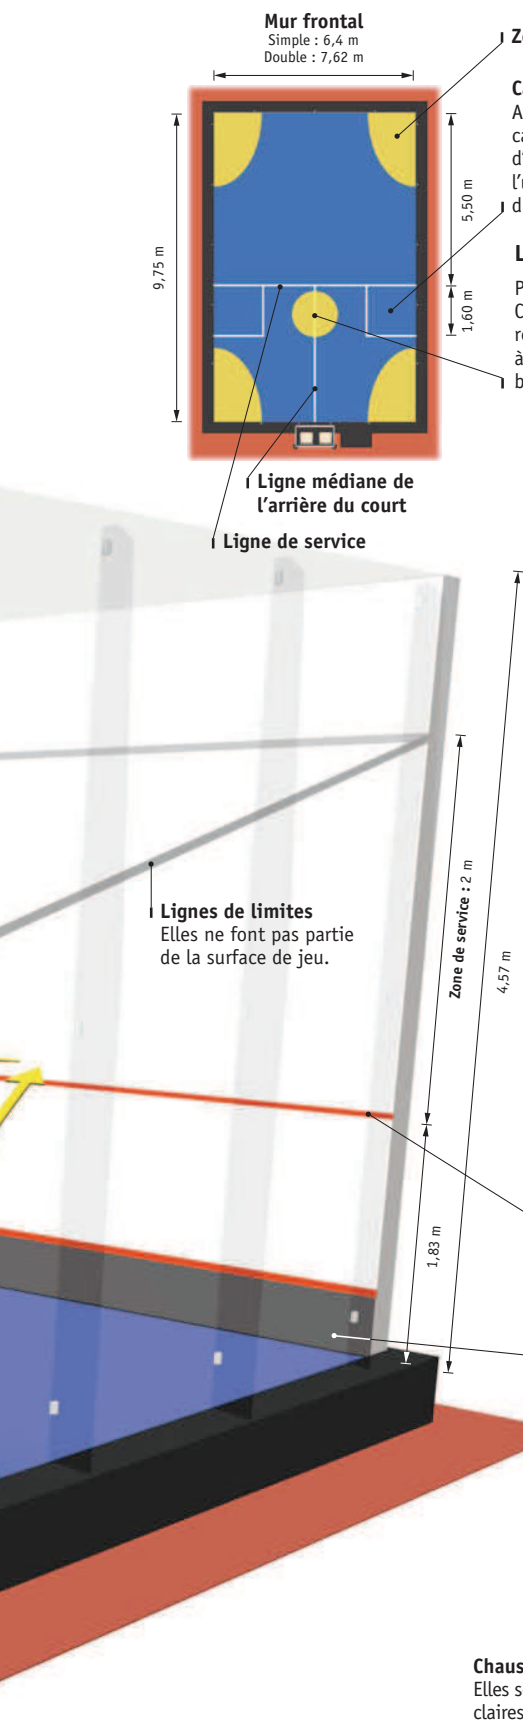 Mur frontal
Simple : 6,4 m
Double : 7,62 m
9,75 m
5,50 m
1,60 m
Ligne médiane de
l’arrière du court
Ligne de service
Lignes de limites
Elles ne font pas partie
de la surface de jeu.
Zone de service : 2 m
4,57 m
1,83 m